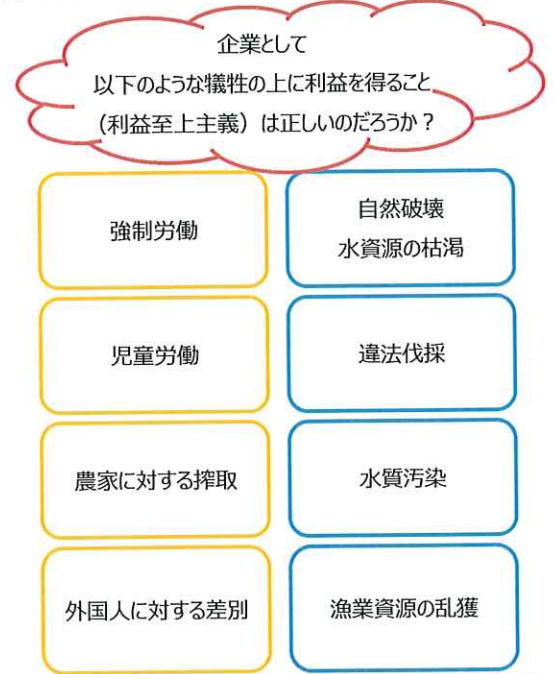 企業として
以下のような犠牲の上に利益を得ること
（利益至上主義）は正しいのだろうか？
強制労働
自然破壊
水資源の枯渇
児童労働
違法伐採
農家に対する搾取
水質汚染
外国人に対する差別
漁業資源の乱獲